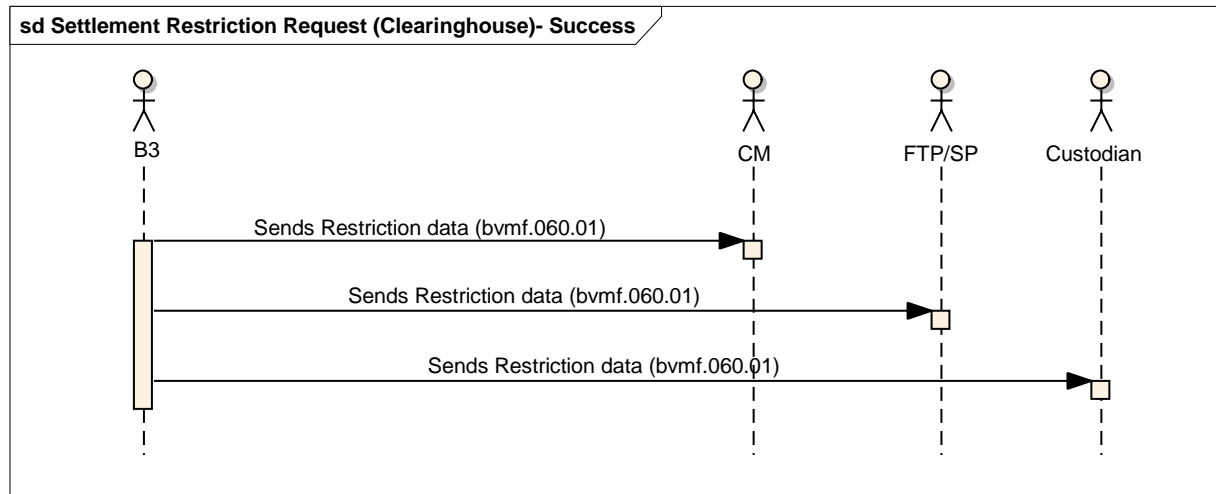 sd Settlement Restriction Request (Clearinghouse)- Success
B3
CM
FTP/SP
Custodian
Sends Restriction data (bvmf.060.01)
Sends Restriction data (bvmf.060.01)
Sends Restriction data (bvmf.060.01)